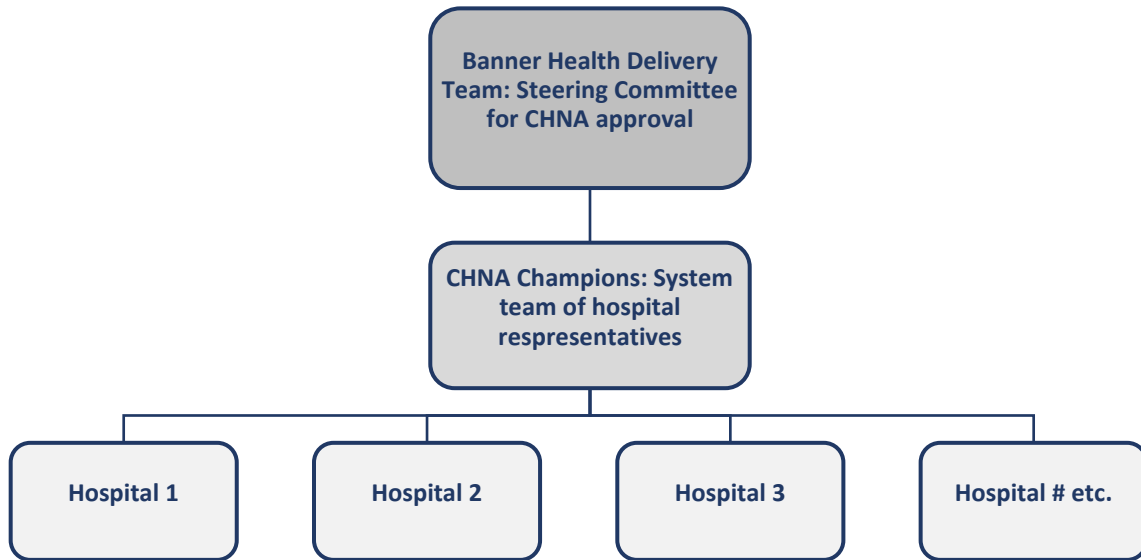 Banner Health Delivery
Team: Steering Committee
for CHNA approval
CHNA Champions: System
team of hospital
respresentatives
Hospital 1
Hospital 2
Hospital 3
Hospital # etc.